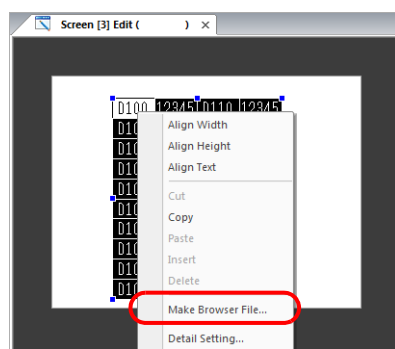 Screen [3] Edit ( ) ×
D100 12345 D110 12345
Align Width
Align Height
Align Text
Cut
Copy
Paste
Insert
Delete
Make Browser File...
Detail Setting...